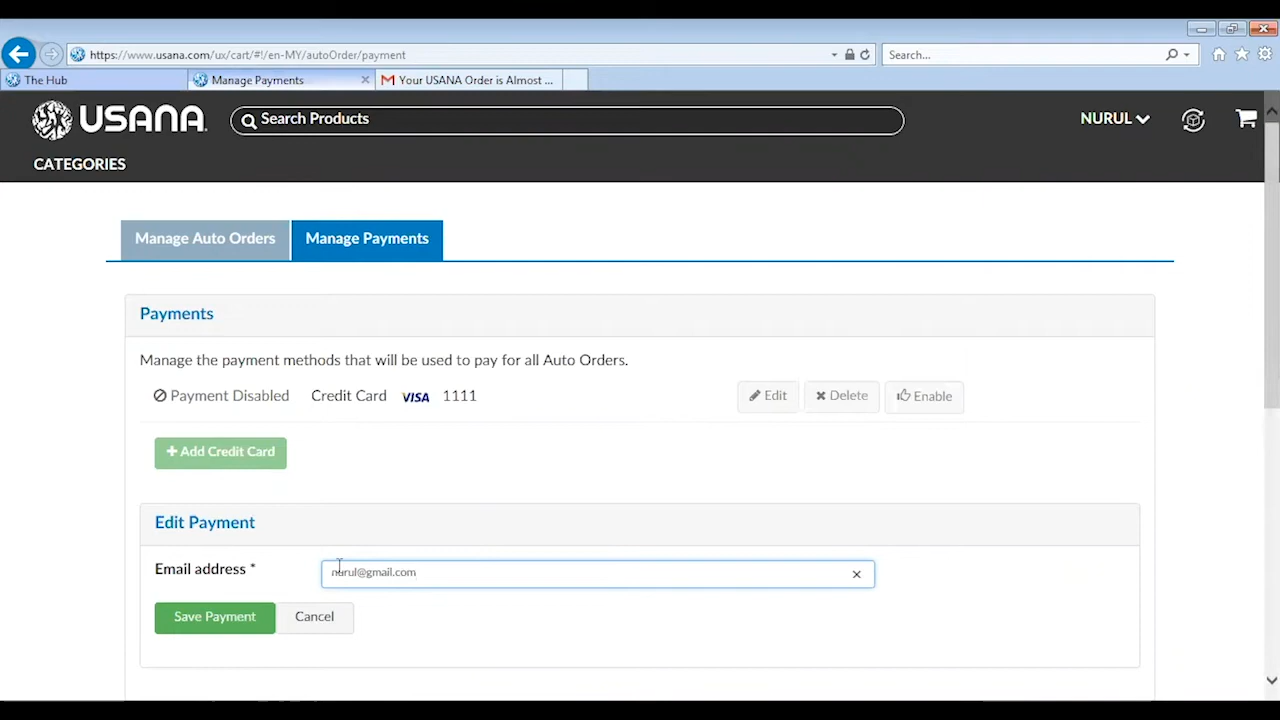 https://www.usana.com/ux/cart/#!/en-MY/autoOrder/payment
Search...
The Hub
Manage Payments
Your USANA Order is Almost ...
USANA
Search Products
NURUL
CATEGORIES
Manage Auto Orders
Manage Payments
Payments
Manage the payment methods that will be used to pay for all Auto Orders.
Payment Disabled Credit Card VISA 1111 Edit Delete Enable
+ Add Credit Card
Edit Payment
Email address * nurul@gmail.com
Save Payment Cancel